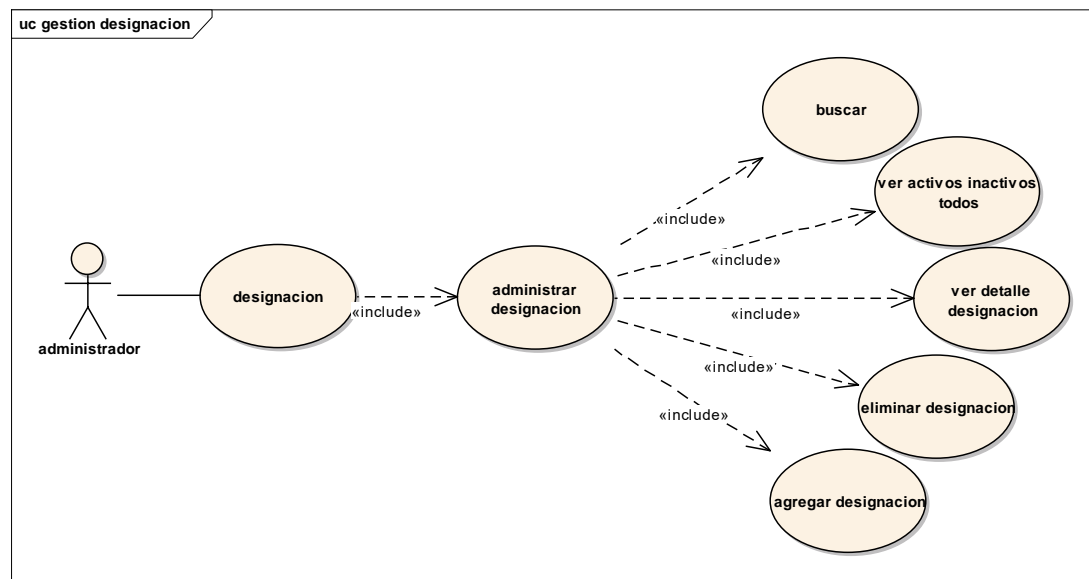 uc gestion designacion
buscar
ver activos inactivos
todos
«include»
«include»
administrar
designacion
ver detalle
designacion
designacion
«include»
«include»
administrador
«include»
eliminar designacion
«include»
agregar designacion